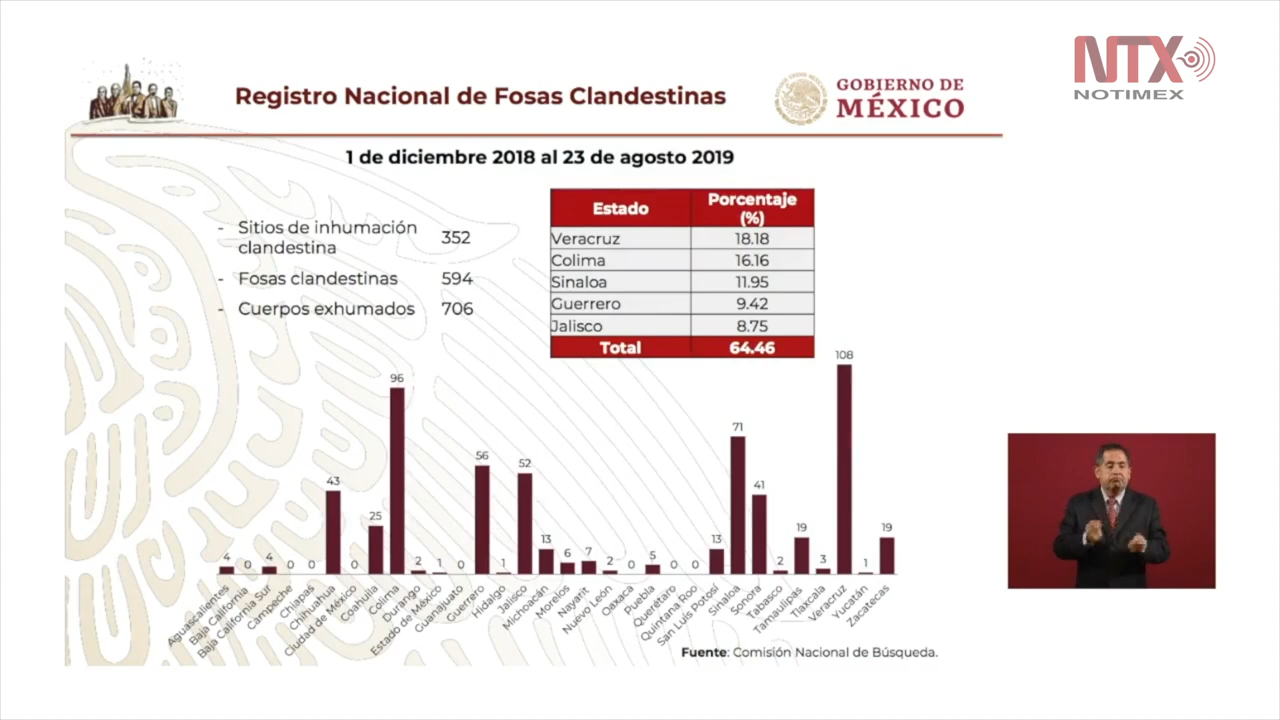 NTX
NOTIMEX
Registro Nacional de Fosas Clandestinas
GOBIERNO DE
MÉXICO
1 de diciembre 2018 al 23 de agosto 2019
- Sitios de inhumación clandestina 352
- Fosas clandestinas 594
- Cuerpos exhumados 706
Estado Porcentaje (%)
Veracruz 18.18
Colima 16.16
Sinaloa 11.95
Guerrero 9.42
Jalisco 8.75
Total 64.46
4 0 4 0 0 43 0 25 96 2 1 0 56 1 52 13 6 7 2 0 5 0 0 13 71 41 2 19 3 108 1 19
Aguascalientes
Baja California
Baja California Sur
Campeche
Chiapas
Chihuahua
Ciudad de México
Coahuila
Colima
Durango
Estado de México
Guanajuato
Guerrero
Hidalgo
Jalisco
Michoacán
Morelos
Nayarit
Nuevo León
Oaxaca
Puebla
Querétaro
Quintana Roo
San Luis Potosí
Sinaloa
Sonora
Tabasco
Tamaulipas
Tlaxcala
Veracruz
Yucatán
Zacatecas
Fuente: Comisión Nacional de Búsqueda.